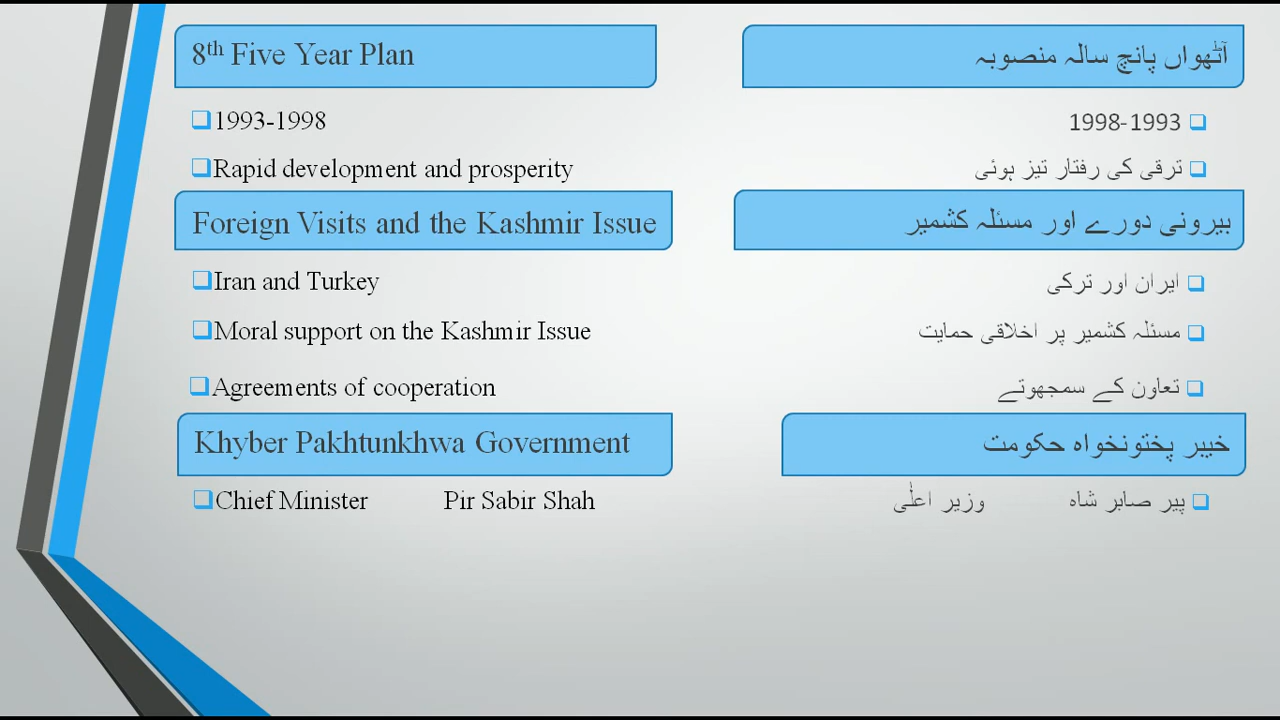 8th Five Year Plan
آٹھواں پانچ سالہ منصوبہ
1993-1998
1998-1993
Rapid development and prosperity
ترقی کی رفتار تیز ہوئی
Foreign Visits and the Kashmir Issue
بیرونی دورے اور مسئلہ کشمیر
Iran and Turkey
ایران اور ترکی
Moral support on the Kashmir Issue
مسئلہ کشمیر پر اخلاقی حمایت
Agreements of cooperation
تعاون کے سمجھوتے
Khyber Pakhtunkhwa Government
خیبر پختونخواہ حکومت
Chief Minister Pir Sabir Shah
پیر صابر شاہ وزیر اعلٰی